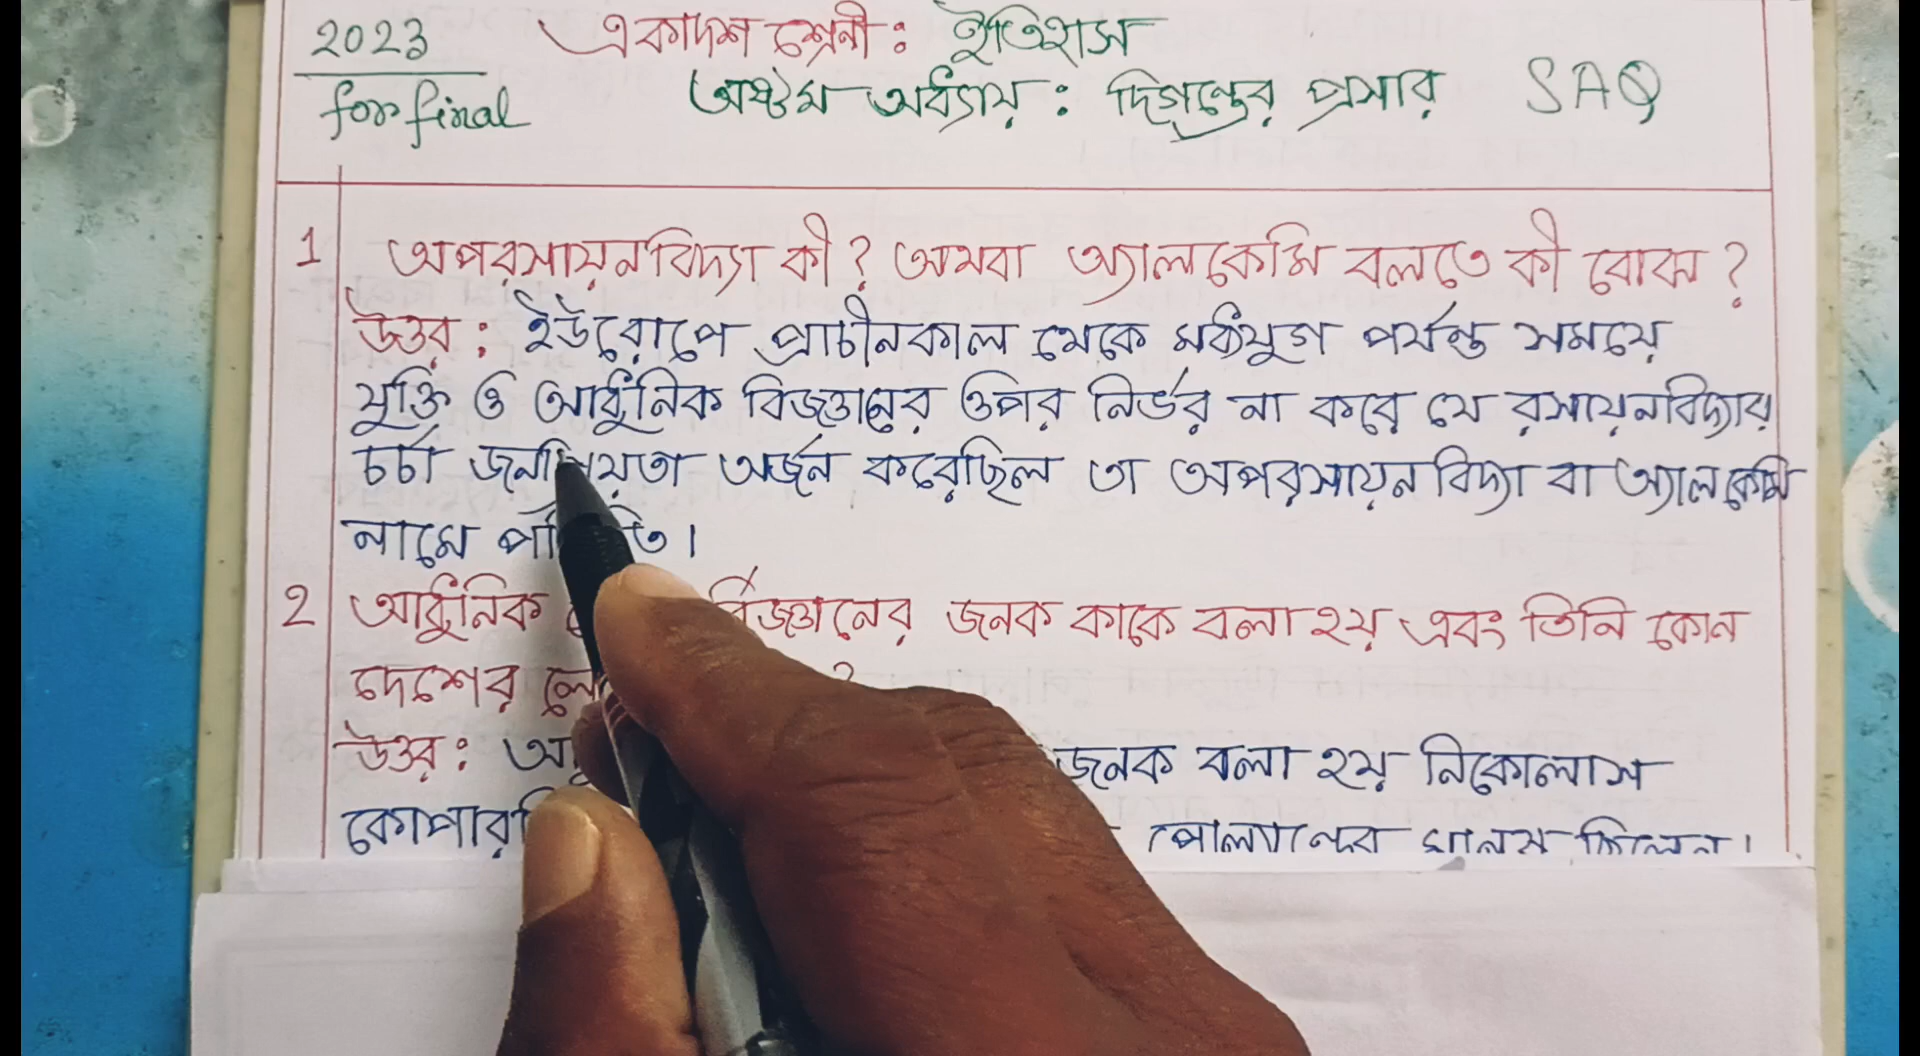 2023
for final
একাদশ শ্রেনী : ইতিহাস
অষ্টম অধ্যায় : দিগন্তের প্রসার SAQ
1 অপরসায়নবিদ্যা কী ? অথবা অ্যালকেমি বলতে কী বোঝ ?
উত্তর : ইউরোপে প্রাচীনকাল থেকে মধ্যযুগ পর্যন্ত সময়ে
যুক্তি ও আধুনিক বিজ্ঞানের ওপর নির্ভর না করে যে রসায়নবিদ্যার
চর্চা জনপ্রিয়তা অর্জন করেছিল তা অপরসায়নবিদ্যা বা অ্যালকেমি
নামে
2 আধুনিক জনক কাকে বলা হয় এবং তিনি কোন
দেশের
উত্তর : জনক বলা হয় নিকোলাস
পোল্যান্ডের মানুষ ছিলেন।